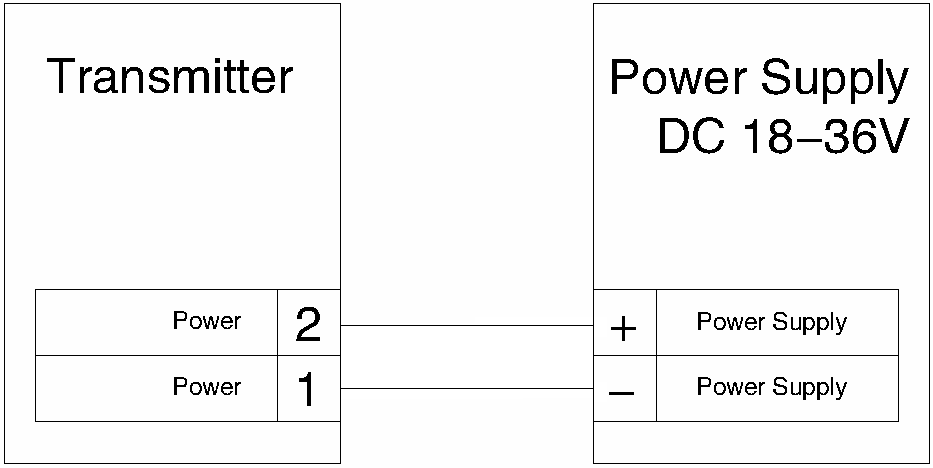 Transmitter
Power Supply
DC 18–36V
Power 2
+ Power Supply
Power 1
– Power Supply